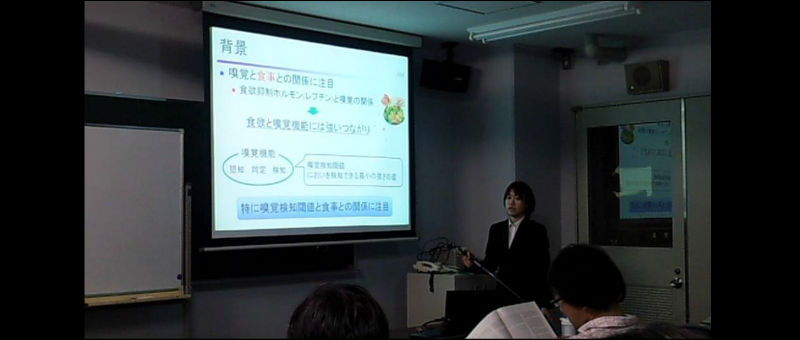 背景
嗅覚と食事との関係に注目
食欲抑制ホルモン:レプチンと嗅覚の関係
食欲と嗅覚機能には強いつながり
嗅覚機能
認知 同定 検知
嗅覚検知閾値
においを検知できる最小の強さの値
特に嗅覚検知閾値と食事との関係に注目